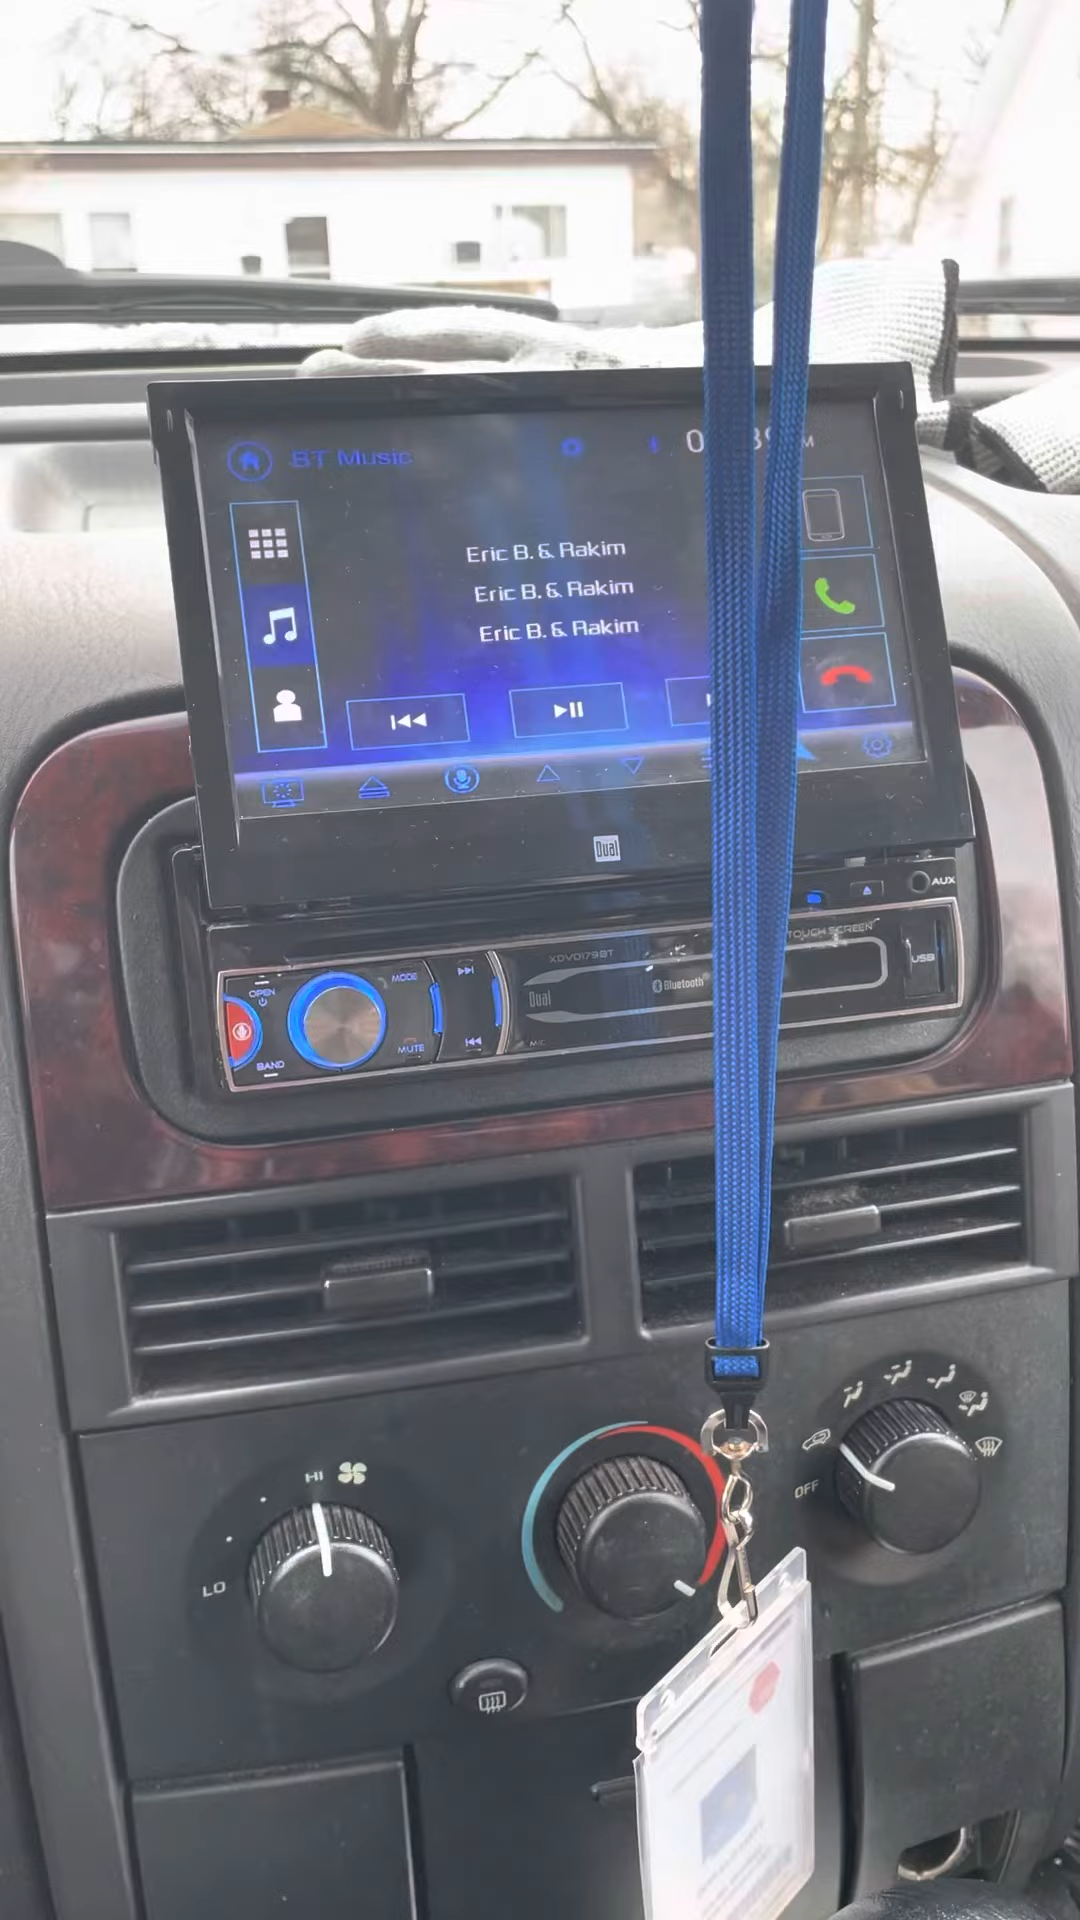 BT Music
Eric B. & Rakim
Eric B. & Rakim
Eric B. & Rakim
Dual
AUX
TOUCH SCREEN
XDVD179BT
OPEN
MODE
Dual
Bluetooth
USB
BAND
MUTE
MIC
HI
LO
OFF